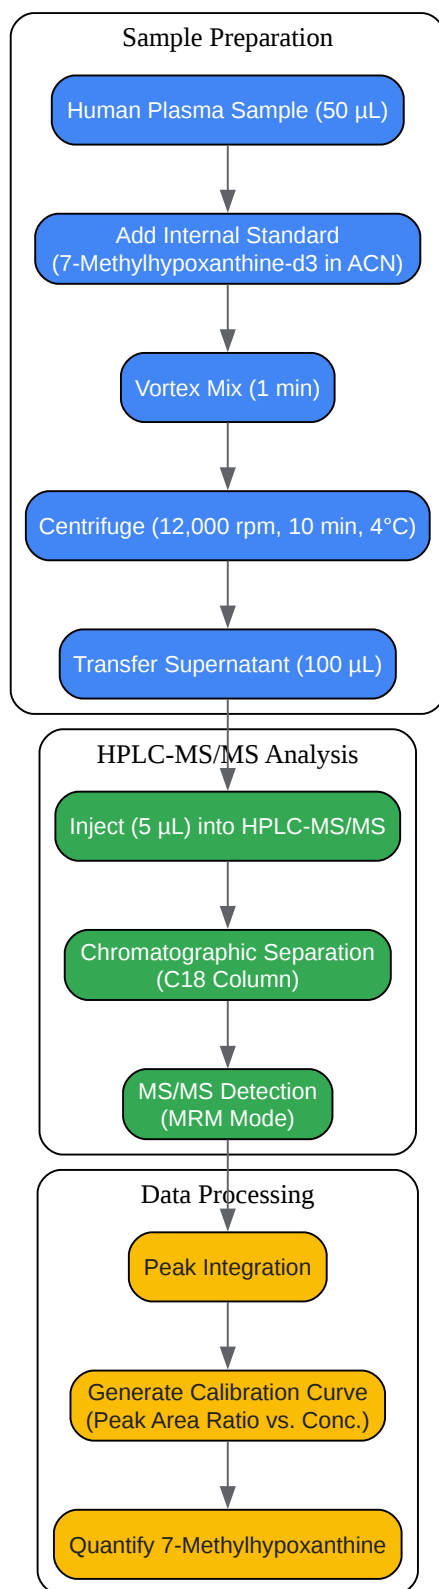 Sample Preparation
Human Plasma Sample (50 µL)
Add Internal Standard
(7-Methylhypoxanthine-d3 in ACN)
Vortex Mix (1 min)
Centrifuge (12,000 rpm, 10 min, 4°C)
Transfer Supernatant (100 µL)
HPLC-MS/MS Analysis
Inject (5 µL) into HPLC-MS/MS
Chromatographic Separation
(C18 Column)
MS/MS Detection
(MRM Mode)
Data Processing
Peak Integration
Generate Calibration Curve
(Peak Area Ratio vs. Conc.)
Quantify 7-Methylhypoxanthine